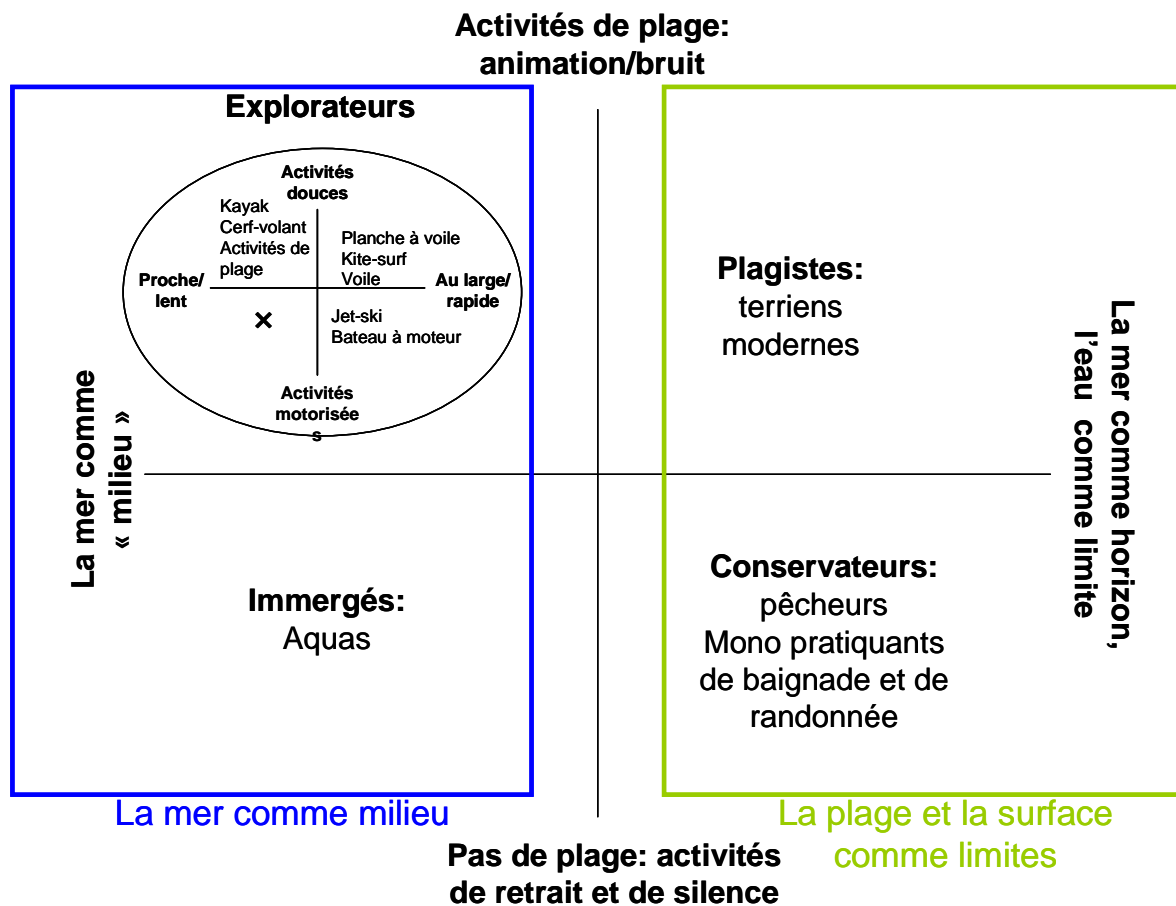 Activités de plage:
animation/bruit
Explorateurs
Activités
douces
Kayak
Cerf-volant
Activités de
plage
Planche à voile
Kite-surf
Voile
Proche/
lent
Au large/
rapide
×
Jet-ski
Bateau à moteur
Activités
motorisée
s
La mer comme
« milieu »
Plagistes:
terriens
modernes
La mer comme horizon,
l'eau comme limite
Immergés:
Aquas
Conservateurs:
pêcheurs
Mono pratiquants
de baignade et de
randonnée
La mer comme milieu
La plage et la surface
comme limites
Pas de plage: activités
de retrait et de silence